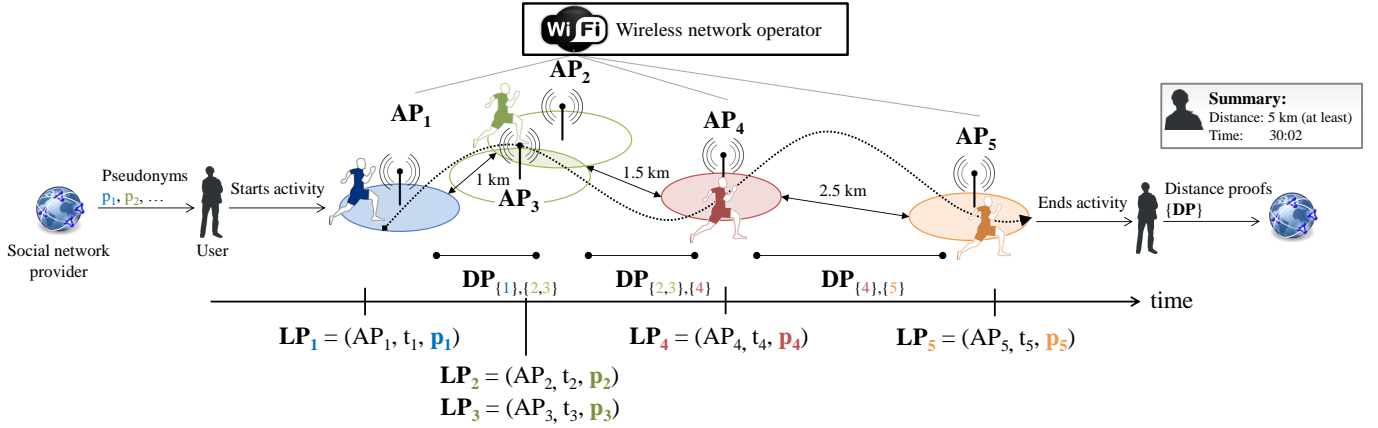 WiFi Wireless network operator
AP2
AP1
AP4
AP5
Summary:
Distance: 5 km (at least)
Time: 30:02
Pseudonyms
p1, p2, …
Starts activity
1 km
AP3
1.5 km
2.5 km
Ends activity
Distance proofs
{DP}
Social network
provider
User
DP{1},{2,3}
DP{2,3},{4}
DP{4},{5}
time
LP1 = (AP1, t1, p1)
LP4 = (AP4, t4, p4)
LP5 = (AP5, t5, p5)
LP2 = (AP2, t2, p2)
LP3 = (AP3, t3, p3)